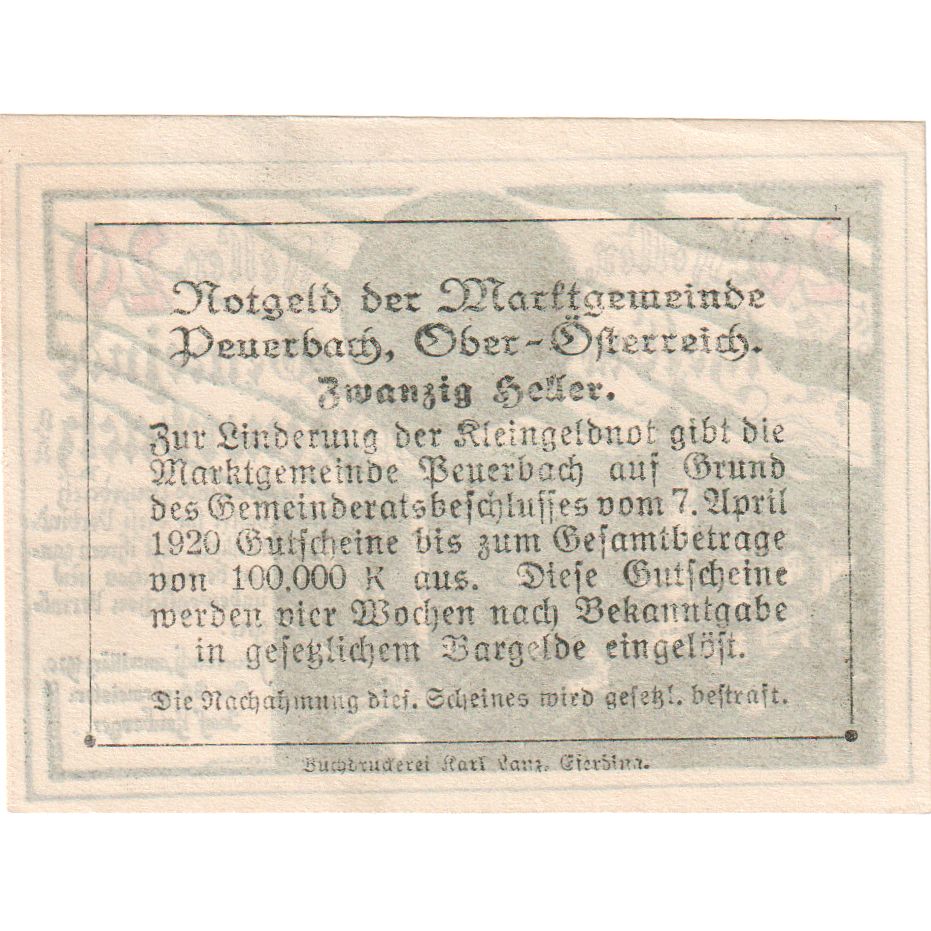 Notgeld der Marktgemeinde
Peuerbach, Ober-Österreich.
Zwanzig Heller.
Zur Linderung der Kleingeldnot gibt die
Marktgemeinde Peuerbach auf Grund
des Gemeinderatsbeschlusses vom 7. April
1920 Gutscheine bis zum Gesamtbetrage
von 100.000 K aus. Diese Gutscheine
werden vier Wochen nach Bekanntgabe
in gesetzlichem Bargelde eingelöst.
Die Nachahmung dies. Scheines wird gesetzl. bestraft.
Buchdruckerei Karl Lanz, Eferding.